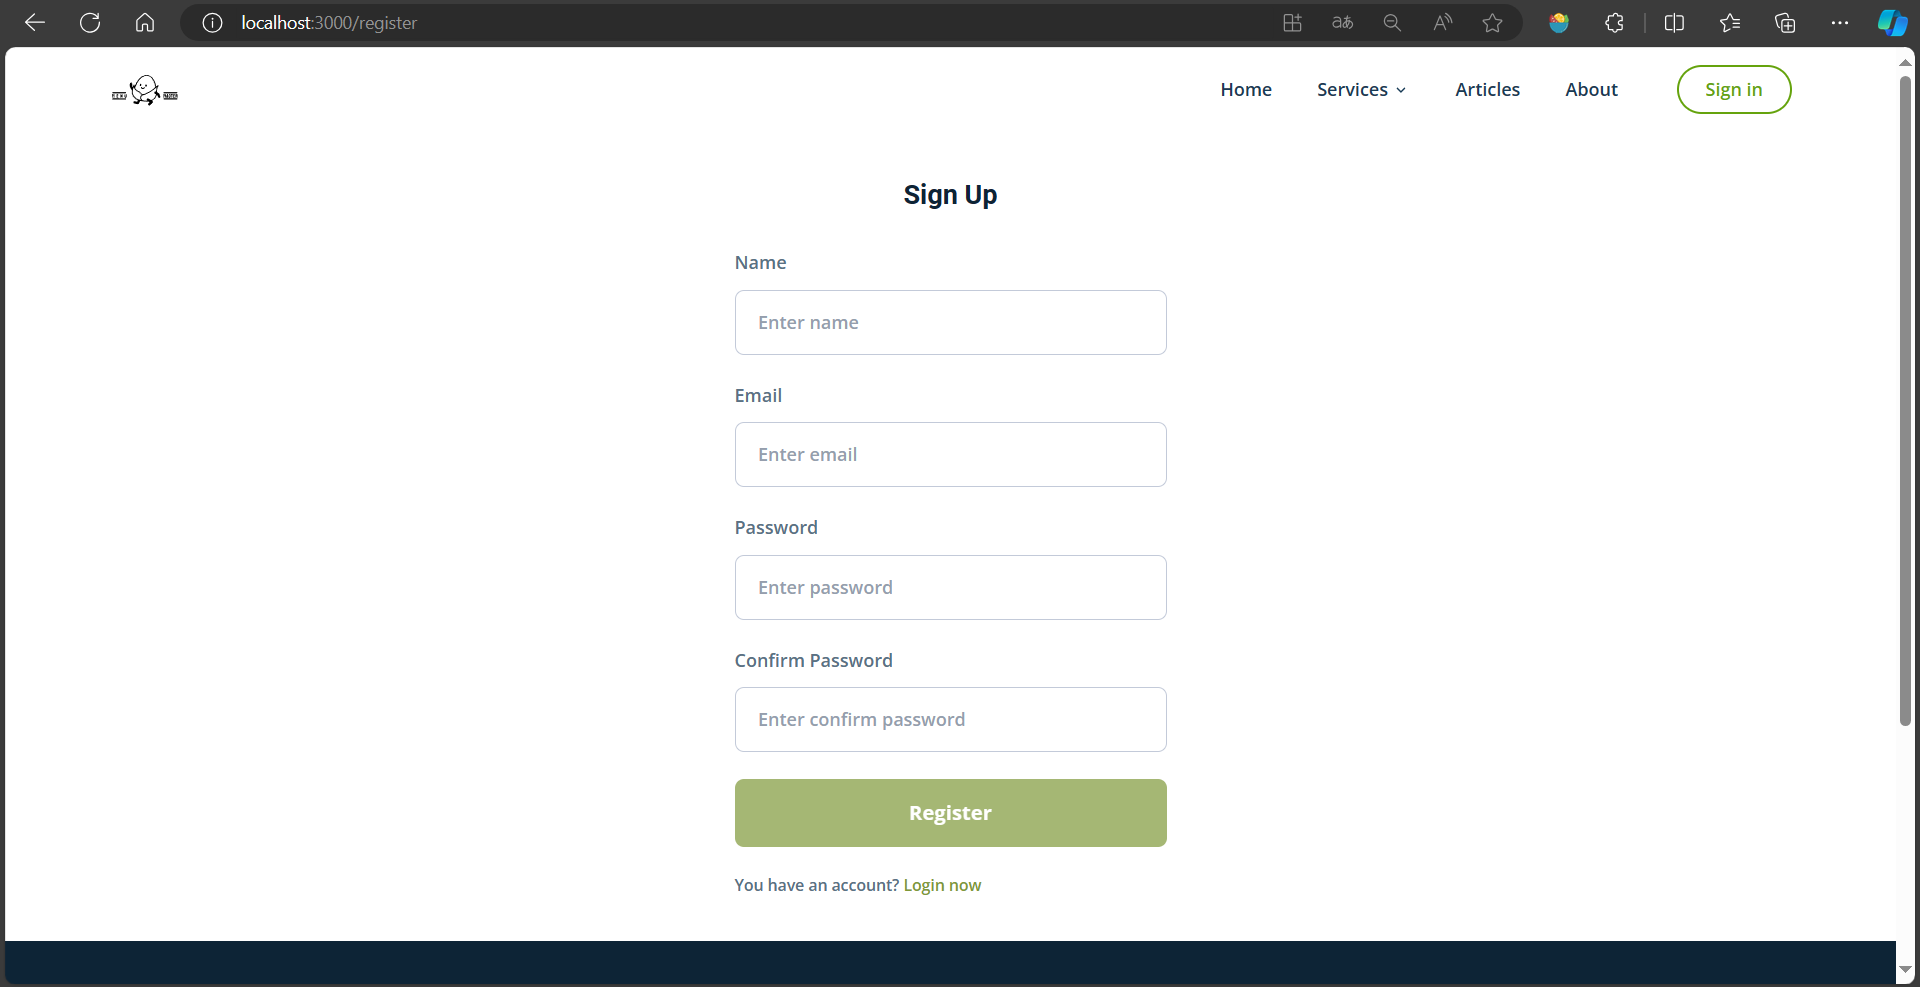 localhost:3000/register
Home
Services
Articles
About
Sign in
Sign Up
Name
Enter name
Email
Enter email
Password
Enter password
Confirm Password
Enter confirm password
Register
You have an account? Login now